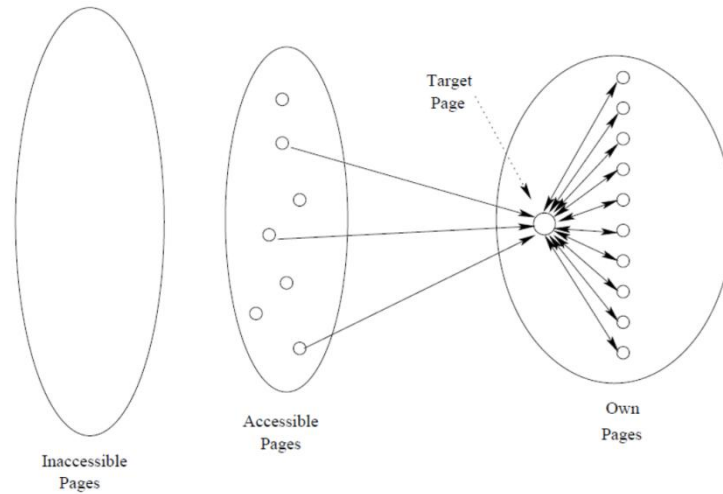 Target
Page
Accessible
Pages
Own
Pages
Inaccessible
Pages